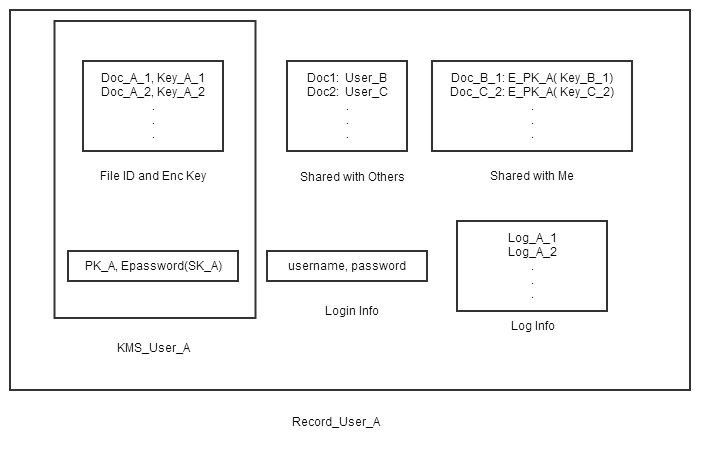 Doc_A_1, Key_A_1
Doc_A_2, Key_A_2
.
.
.
File ID and Enc Key
Doc1: User_B
Doc2: User_C
.
.
.
Shared with Others
Doc_B_1: E_PK_A( Key_B_1)
Doc_C_2: E_PK_A( Key_C_2)
.
.
.
Shared with Me
PK_A, Epassword(SK_A)
KMS_User_A
username, password
Login Info
Log_A_1
Log_A_2
.
.
.
Log Info
Record_User_A